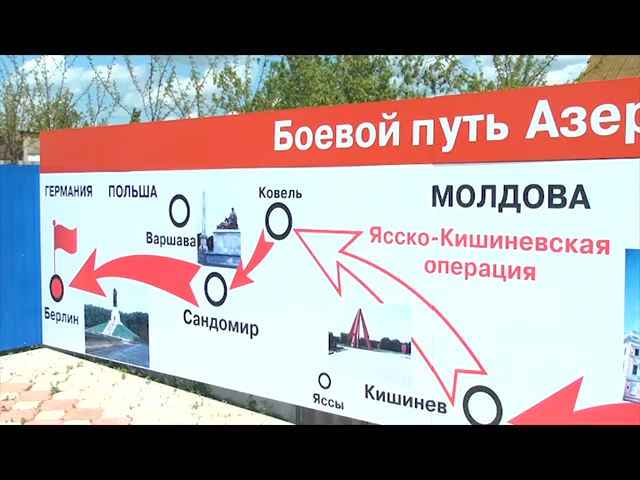 Боевой путь Азер
ГЕРМАНИЯ ПОЛЬША Ковель МОЛДОВА
Варшава
Ясско-Кишиневская
операция
Берлин
Сандомир
Яссы
Кишинев